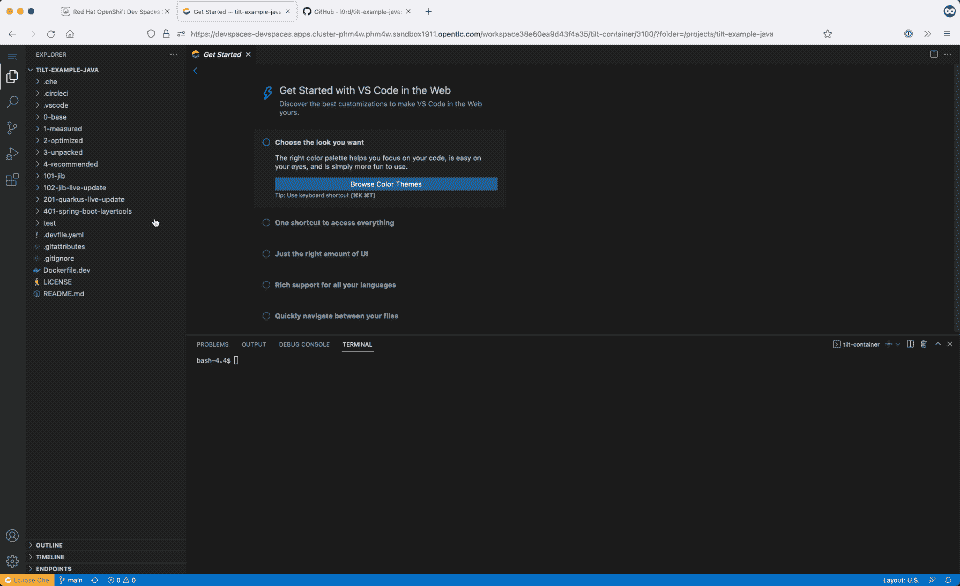 Red Hat OpenShift Dev Spaces
Get Started — tilt-example-java
GitHub - l0rd/tilt-example-java:
https://devspaces-devspaces.apps.cluster-phm4w.phm4w.sandbox1911.opentlc.com/workspace38e60ea9d43f4a35/tilt-container/3100/?folder=/projects/tilt-example-java
EXPLORER
Get Started
TILT-EXAMPLE-JAVA
.che
.circleci
.vscode
0-base
1-measured
2-optimized
3-unpacked
4-recommended
101-jib
102-jib-live-update
201-quarkus-live-update
401-spring-boot-layertools
test
.devfile.yaml
.gitattributes
.gitignore
Dockerfile.dev
LICENSE
README.md
Get Started with VS Code in the Web
Discover the best customizations to make VS Code in the Web
yours.
Choose the look you want
The right color palette helps you focus on your code, is easy on
your eyes, and is simply more fun to use.
Browse Color Themes
Tip: Use keyboard shortcut (⌘K ⌘T)
One shortcut to access everything
Just the right amount of UI
Rich support for all your languages
Quickly navigate between your files
PROBLEMS OUTPUT DEBUG CONSOLE TERMINAL
tilt-container
bash-4.4$
OUTLINE
TIMELINE
ENDPOINTS
Eclipse Che
main
0 0
Layout: U.S.